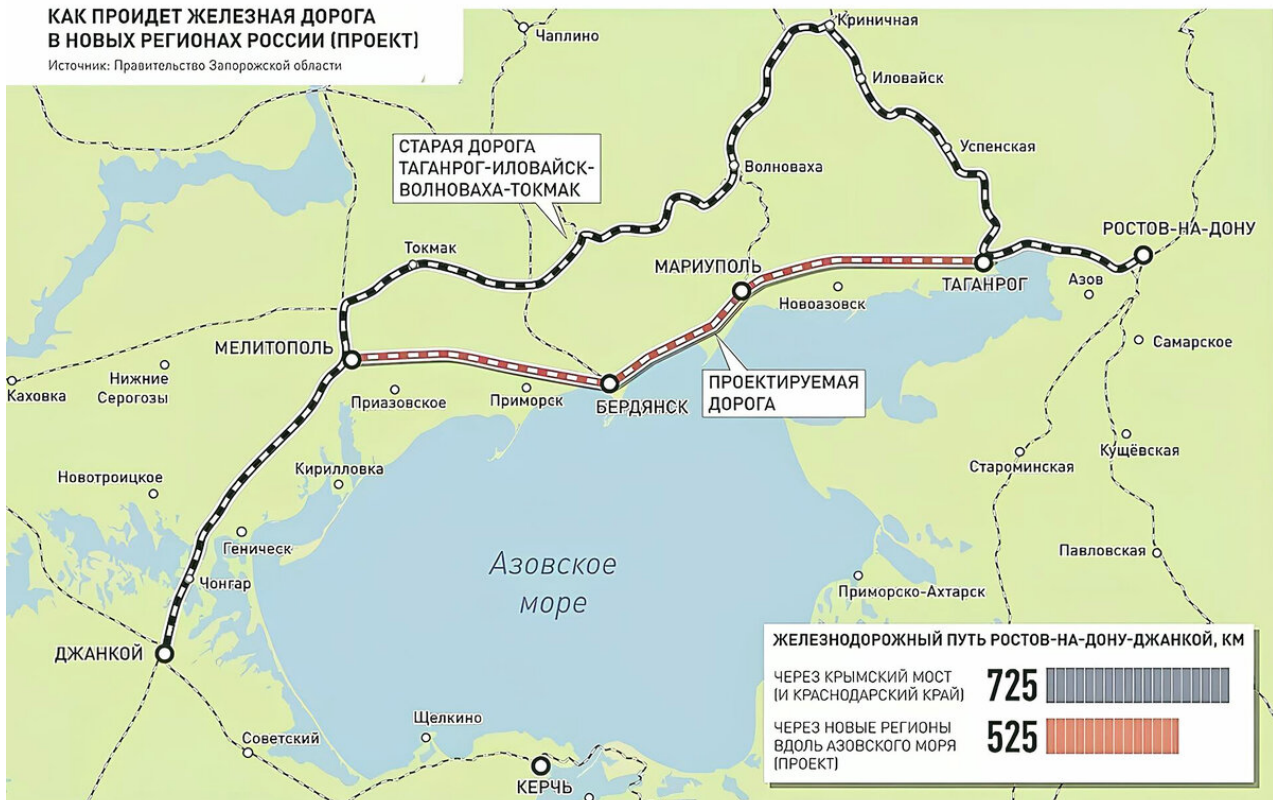 КАК ПРОЙДЕТ ЖЕЛЕЗНАЯ ДОРОГА
В НОВЫХ РЕГИОНАХ РОССИИ (ПРОЕКТ)
Источник: Правительство Запорожской области
Чаплино
Криничная
Иловайск
СТАРАЯ ДОРОГА
ТАГАНРОГ-ИЛОВАЙСК-
ВОЛНОВАХА-ТОКМАК
Успенская
Волноваха
Токмак
РОСТОВ-НА-ДОНУ
МАРИУПОЛЬ
ТАГАНРОГ
Азов
Новоазовск
МЕЛИТОПОЛЬ
Самарское
Нижние
Серогозы
Каховка
Приазовское
Приморск
БЕРДЯНСК
ПРОЕКТИРУЕМАЯ
ДОРОГА
Кущёвская
Староминская
Кирилловка
Новотроицкое
Геническ
Павловская
Азовское
море
Чонгар
Приморско-Ахтарск
ДЖАНКОЙ
ЖЕЛЕЗНОДОРОЖНЫЙ ПУТЬ РОСТОВ-НА-ДОНУ-ДЖАНКОЙ, КМ
ЧЕРЕЗ КРЫМСКИЙ МОСТ
(И КРАСНОДАРСКИЙ КРАЙ)
725
ЧЕРЕЗ НОВЫЕ РЕГИОНЫ
ВДОЛЬ АЗОВСКОГО МОРЯ
(ПРОЕКТ)
525
Щелкино
Советский
КЕРЧЬ